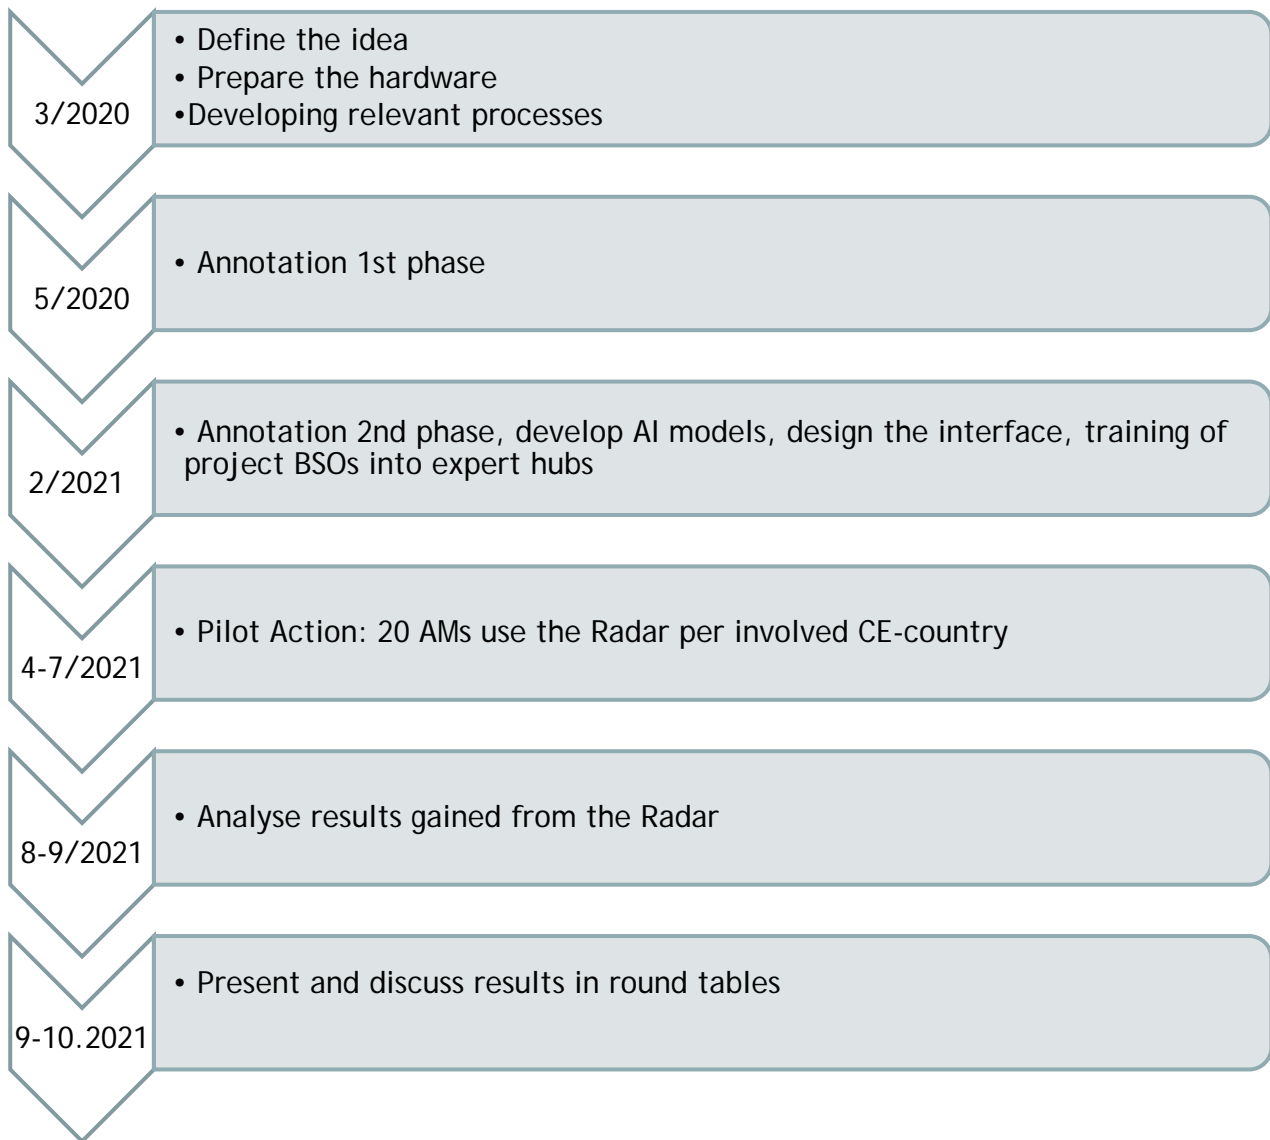 3/2020
• Define the idea
• Prepare the hardware
•Developing relevant processes
5/2020
• Annotation 1st phase
2/2021
• Annotation 2nd phase, develop AI models, design the interface, training of
project BSOs into expert hubs
4-7/2021
• Pilot Action: 20 AMs use the Radar per involved CE-country
8-9/2021
• Analyse results gained from the Radar
9-10.2021
• Present and discuss results in round tables